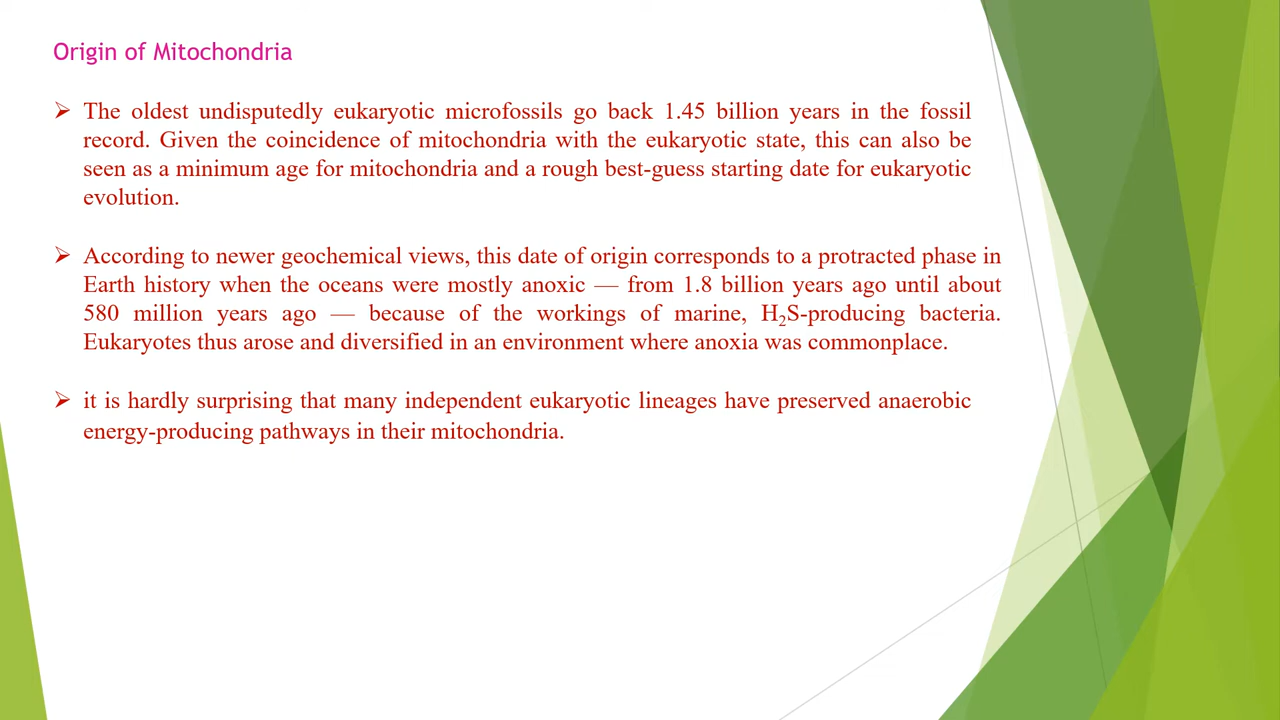 Origin of Mitochondria
➢ The oldest undisputedly eukaryotic microfossils go back 1.45 billion years in the fossil
record. Given the coincidence of mitochondria with the eukaryotic state, this can also be
seen as a minimum age for mitochondria and a rough best-guess starting date for eukaryotic
evolution.
➢ According to newer geochemical views, this date of origin corresponds to a protracted phase in
Earth history when the oceans were mostly anoxic — from 1.8 billion years ago until about
580 million years ago — because of the workings of marine, H₂S-producing bacteria.
Eukaryotes thus arose and diversified in an environment where anoxia was commonplace.
➢ it is hardly surprising that many independent eukaryotic lineages have preserved anaerobic
energy-producing pathways in their mitochondria.